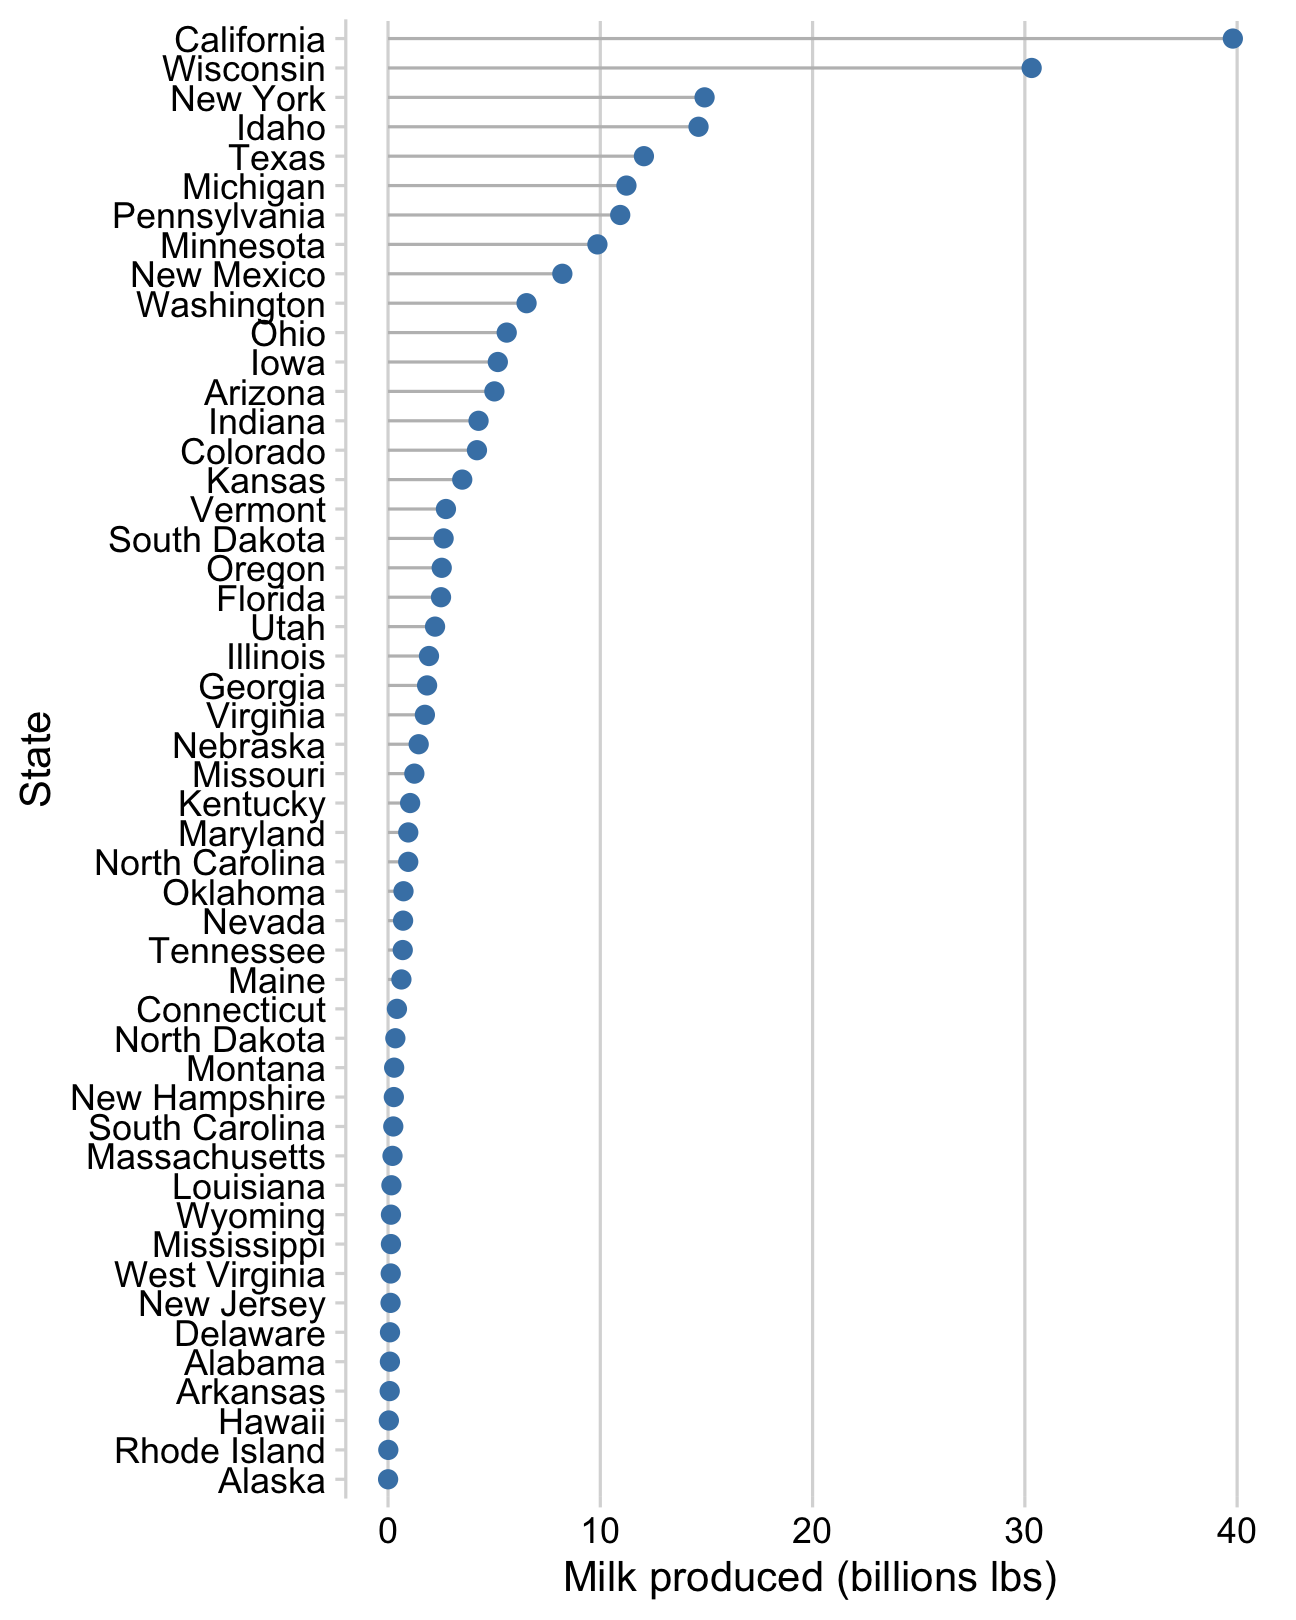 California
Wisconsin
New York
Idaho
Texas
Michigan
Pennsylvania
Minnesota
New Mexico
Washington
Ohio
Iowa
Arizona
Indiana
Colorado
Kansas
Vermont
South Dakota
Oregon
Florida
Utah
Illinois
Georgia
Virginia
Nebraska
Missouri
Kentucky
Maryland
North Carolina
Oklahoma
Nevada
Tennessee
Maine
Connecticut
North Dakota
Montana
New Hampshire
South Carolina
Massachusetts
Louisiana
Wyoming
Mississippi
West Virginia
New Jersey
Delaware
Alabama
Arkansas
Hawaii
Rhode Island
Alaska
State
0 10 20 30 40
Milk produced (billions lbs)